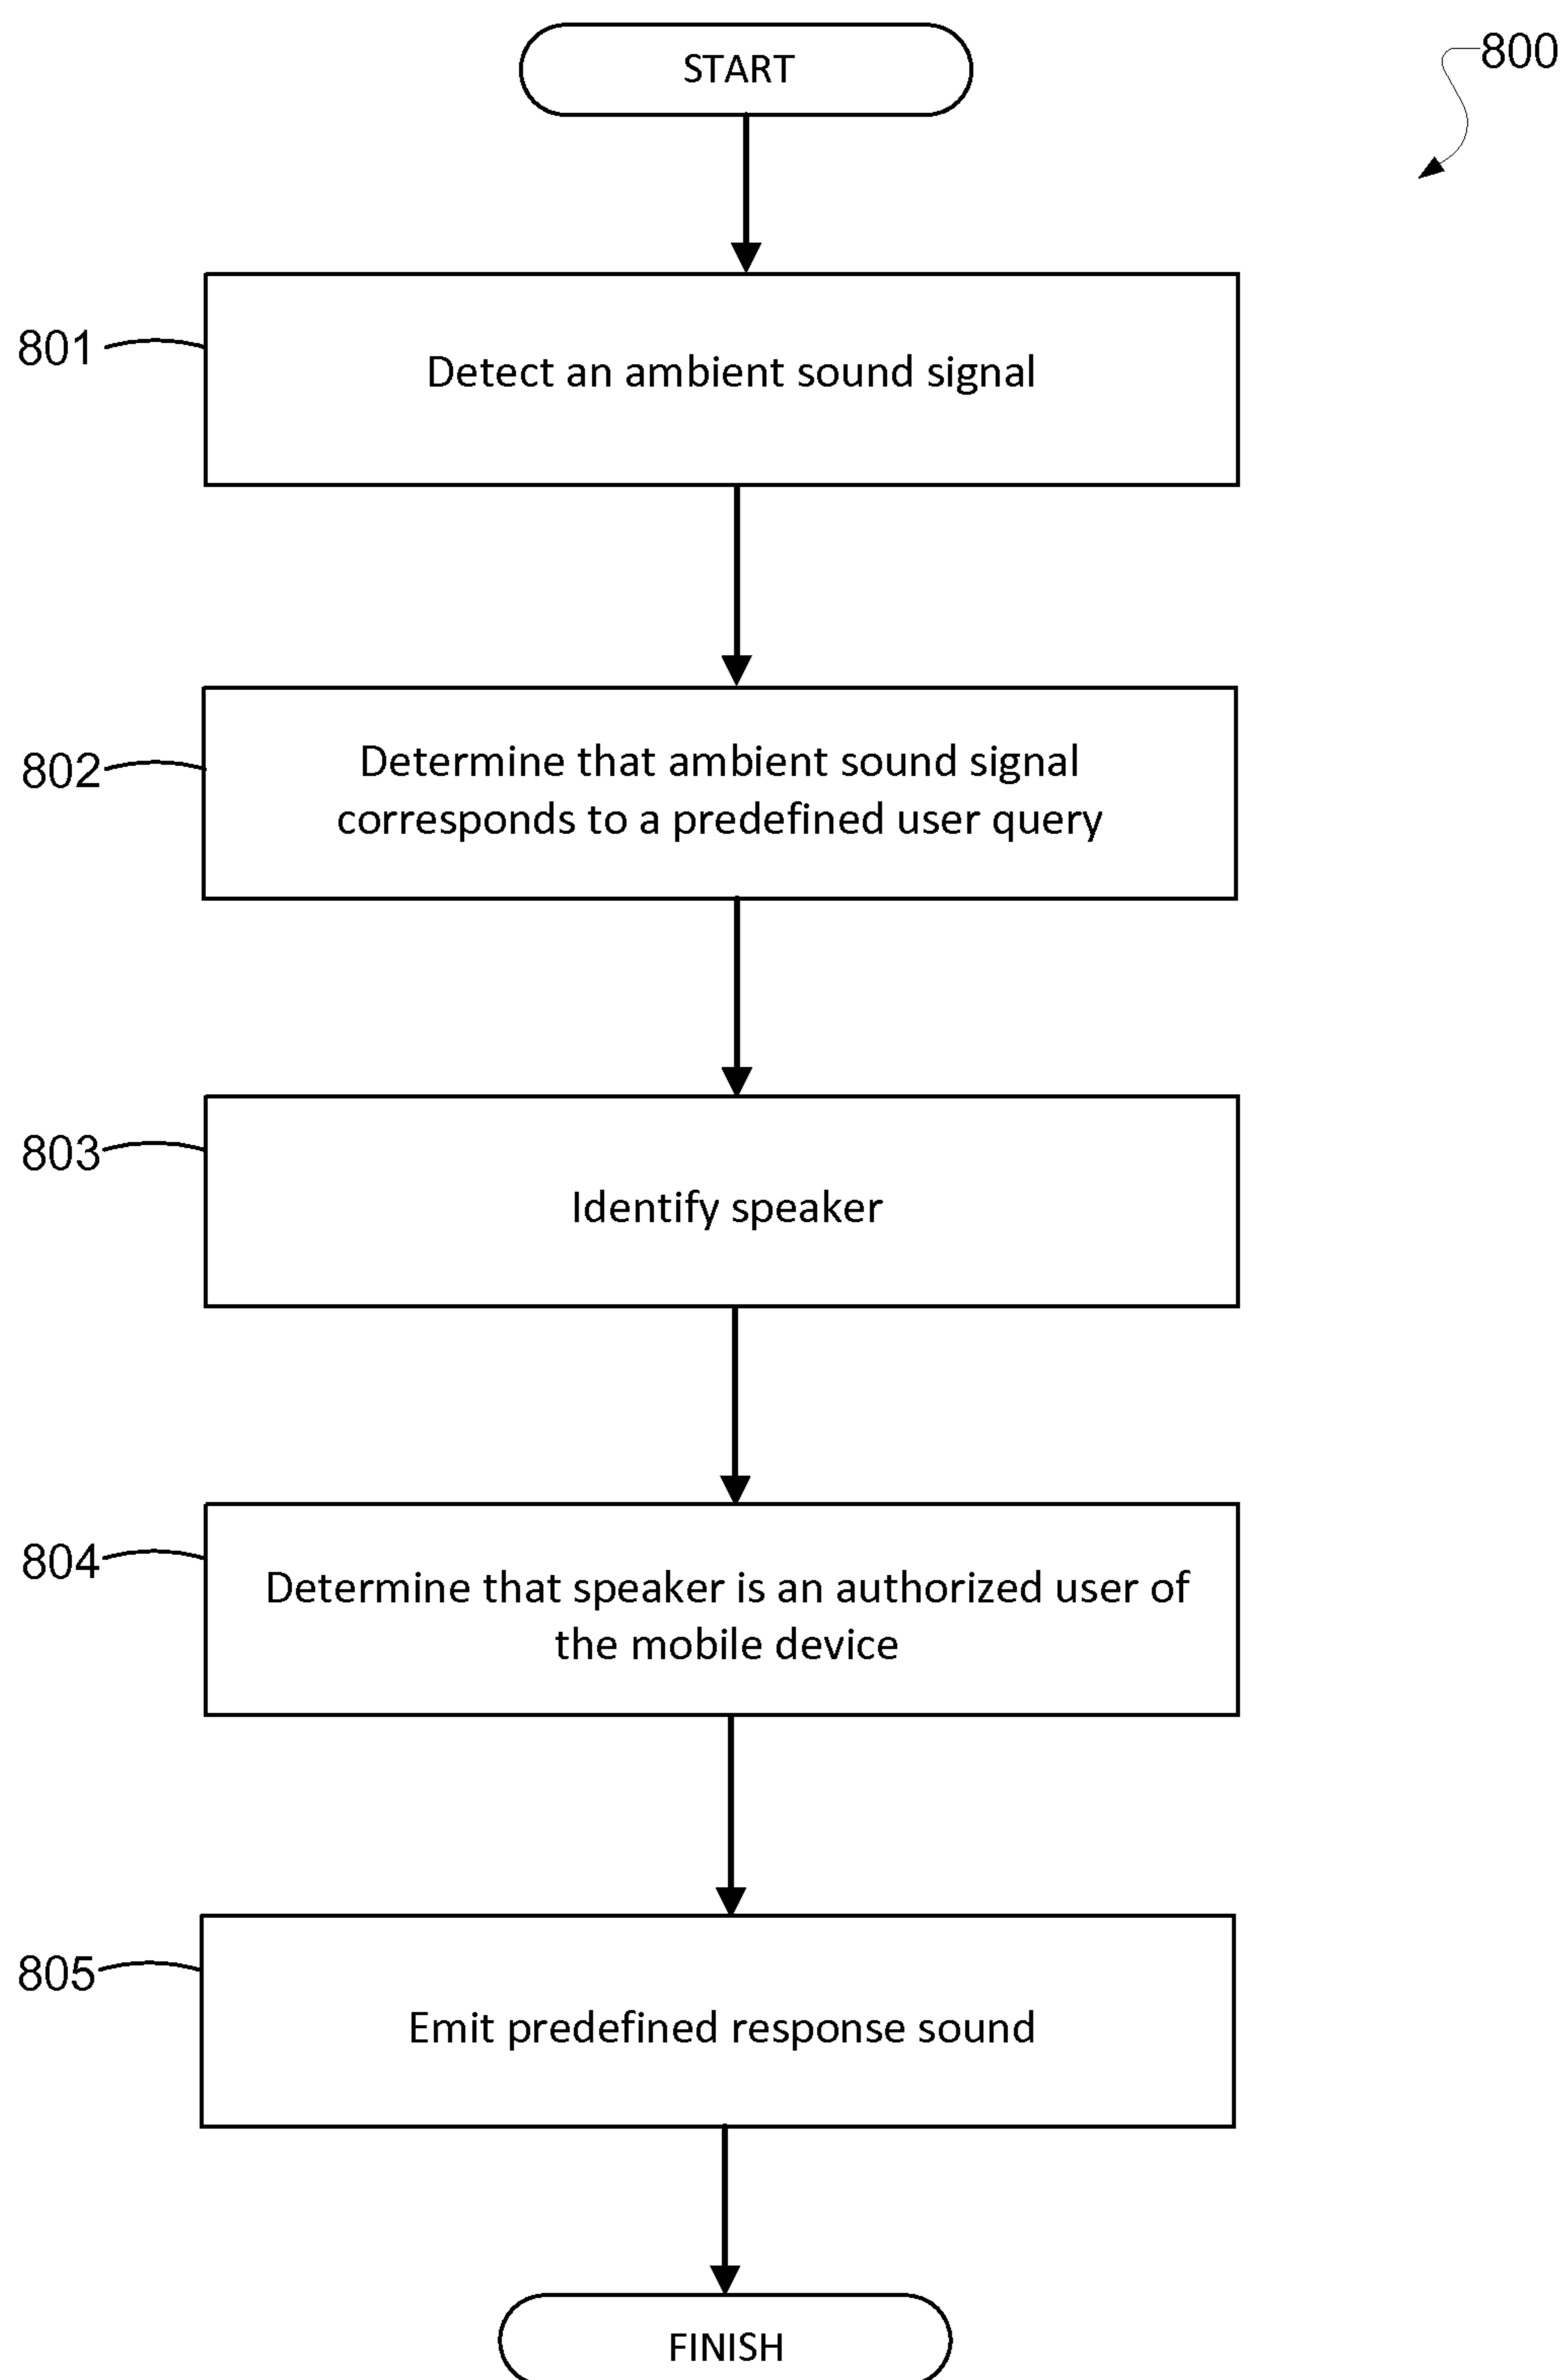 START
800
801
Detect an ambient sound signal
802
Determine that ambient sound signal
corresponds to a predefined user query
803
Identify speaker
804
Determine that speaker is an authorized user of
the mobile device
805
Emit predefined response sound
FINISH